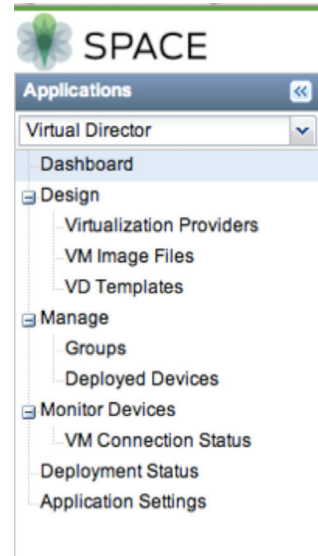 SPACE
Applications
Virtual Director
Dashboard
Design
Virtualization Providers
VM Image Files
VD Templates
Manage
Groups
Deployed Devices
Monitor Devices
VM Connection Status
Deployment Status
Application Settings